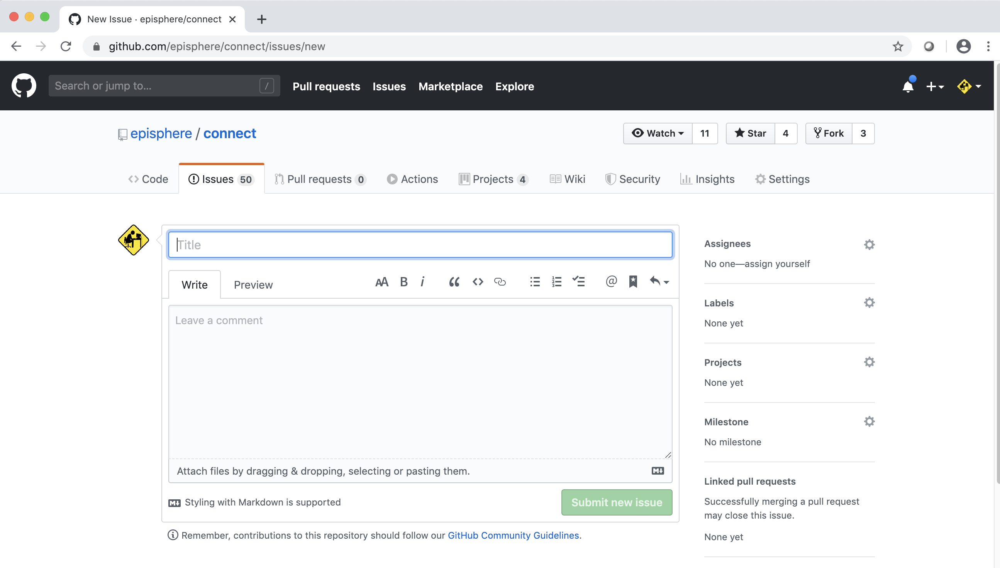 New Issue · episphere/connect
github.com/episphere/connect/issues/new
Search or jump to... /
Pull requests Issues Marketplace Explore
episphere / connect
Watch 11 Star 4 Fork 3
Code Issues 50 Pull requests 0 Actions Projects 4 Wiki Security Insights Settings
Title
Write Preview
Leave a comment
Attach files by dragging & dropping, selecting or pasting them.
Styling with Markdown is supported
Submit new issue
Remember, contributions to this repository should follow our GitHub Community Guidelines.
Assignees
No one—assign yourself
Labels
None yet
Projects
None yet
Milestone
No milestone
Linked pull requests
Successfully merging a pull request
may close this issue.
None yet